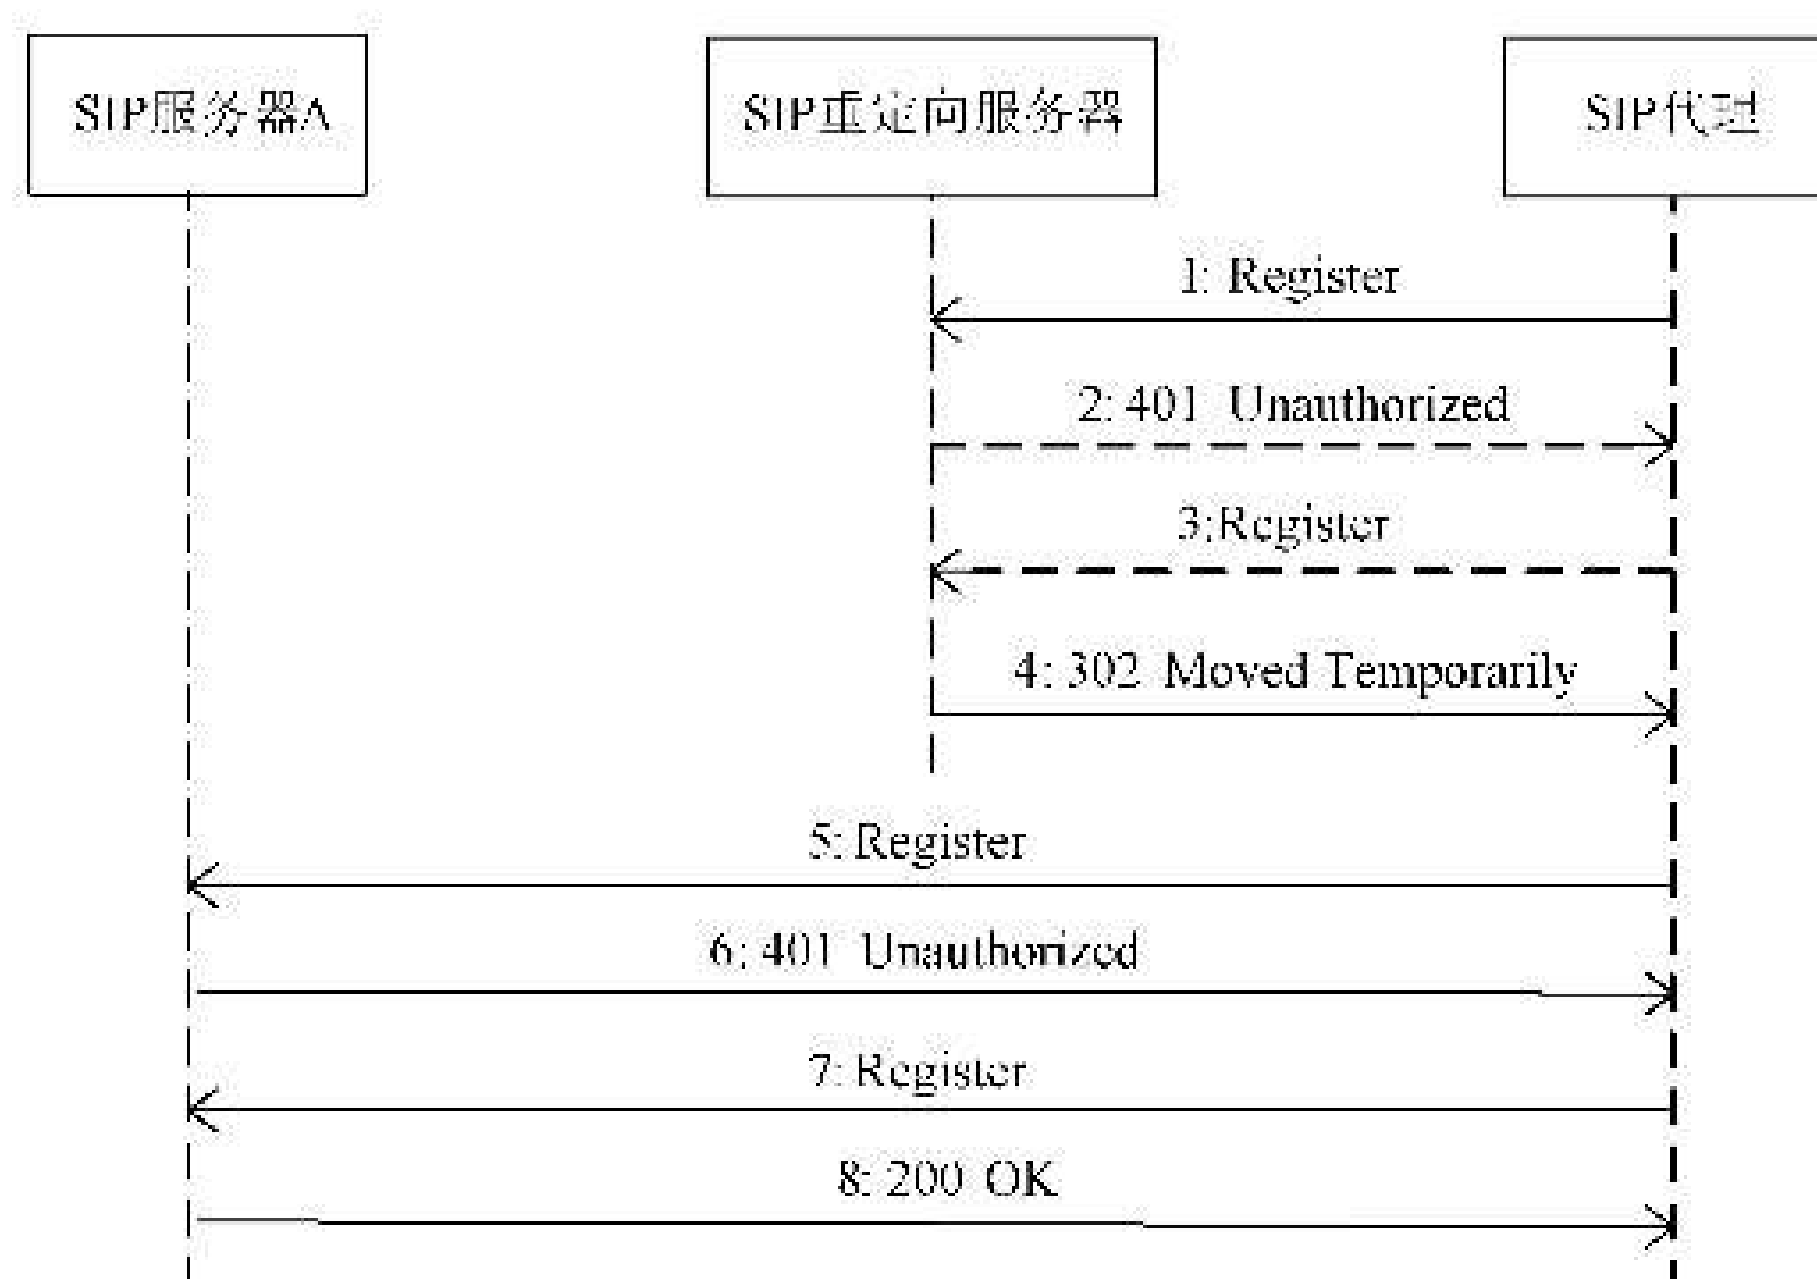 SIP服务器A
SIP重定向服务器
SIP代理
1: Register
2: 401 Unauthorized
3:Register
4: 302 Moved Temporarily
5: Register
6: 401 Unauthorized
7: Register
8: 200 OK